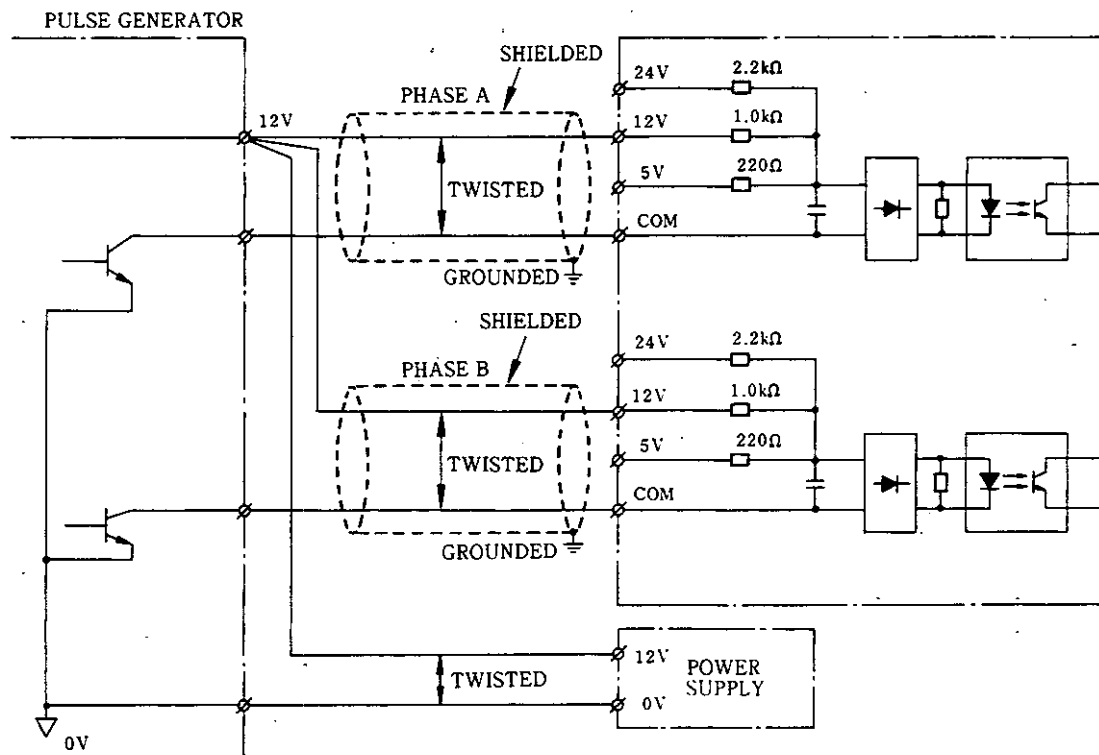 PULSE GENERATOR
SHIELDED
PHASE A
12V
24V
2.2kΩ
12V
1.0kΩ
5V
220Ω
TWISTED
COM
GROUNDED
SHIELDED
PHASE B
24V
2.2kΩ
12V
1.0kΩ
5V
220Ω
TWISTED
COM
GROUNDED
12V
TWISTED
POWER
SUPPLY
0V
0V